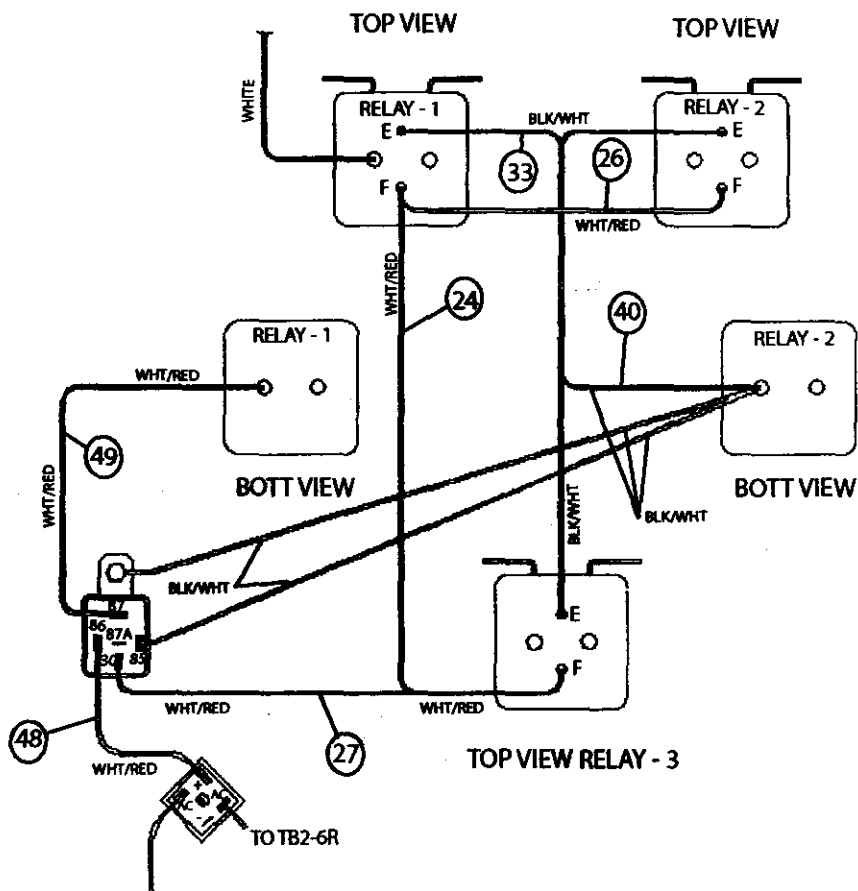 TOP VIEW
TOP VIEW
WHITE
RELAY - 1
BLK/WHT
RELAY - 2
E
E
33
26
F
F
WHT/RED
WHT/RED
24
40
RELAY - 1
RELAY - 2
WHT/RED
49
WHT/RED
BOTT VIEW
BOTT VIEW
BLK/WHT
BLK/WHT
BLK/WHT
87
86
87A
30
85
E
F
WHT/RED
WHT/RED
48
27
WHT/RED
TOP VIEW RELAY - 3
+
AC
AC
-
TO TB2-6R